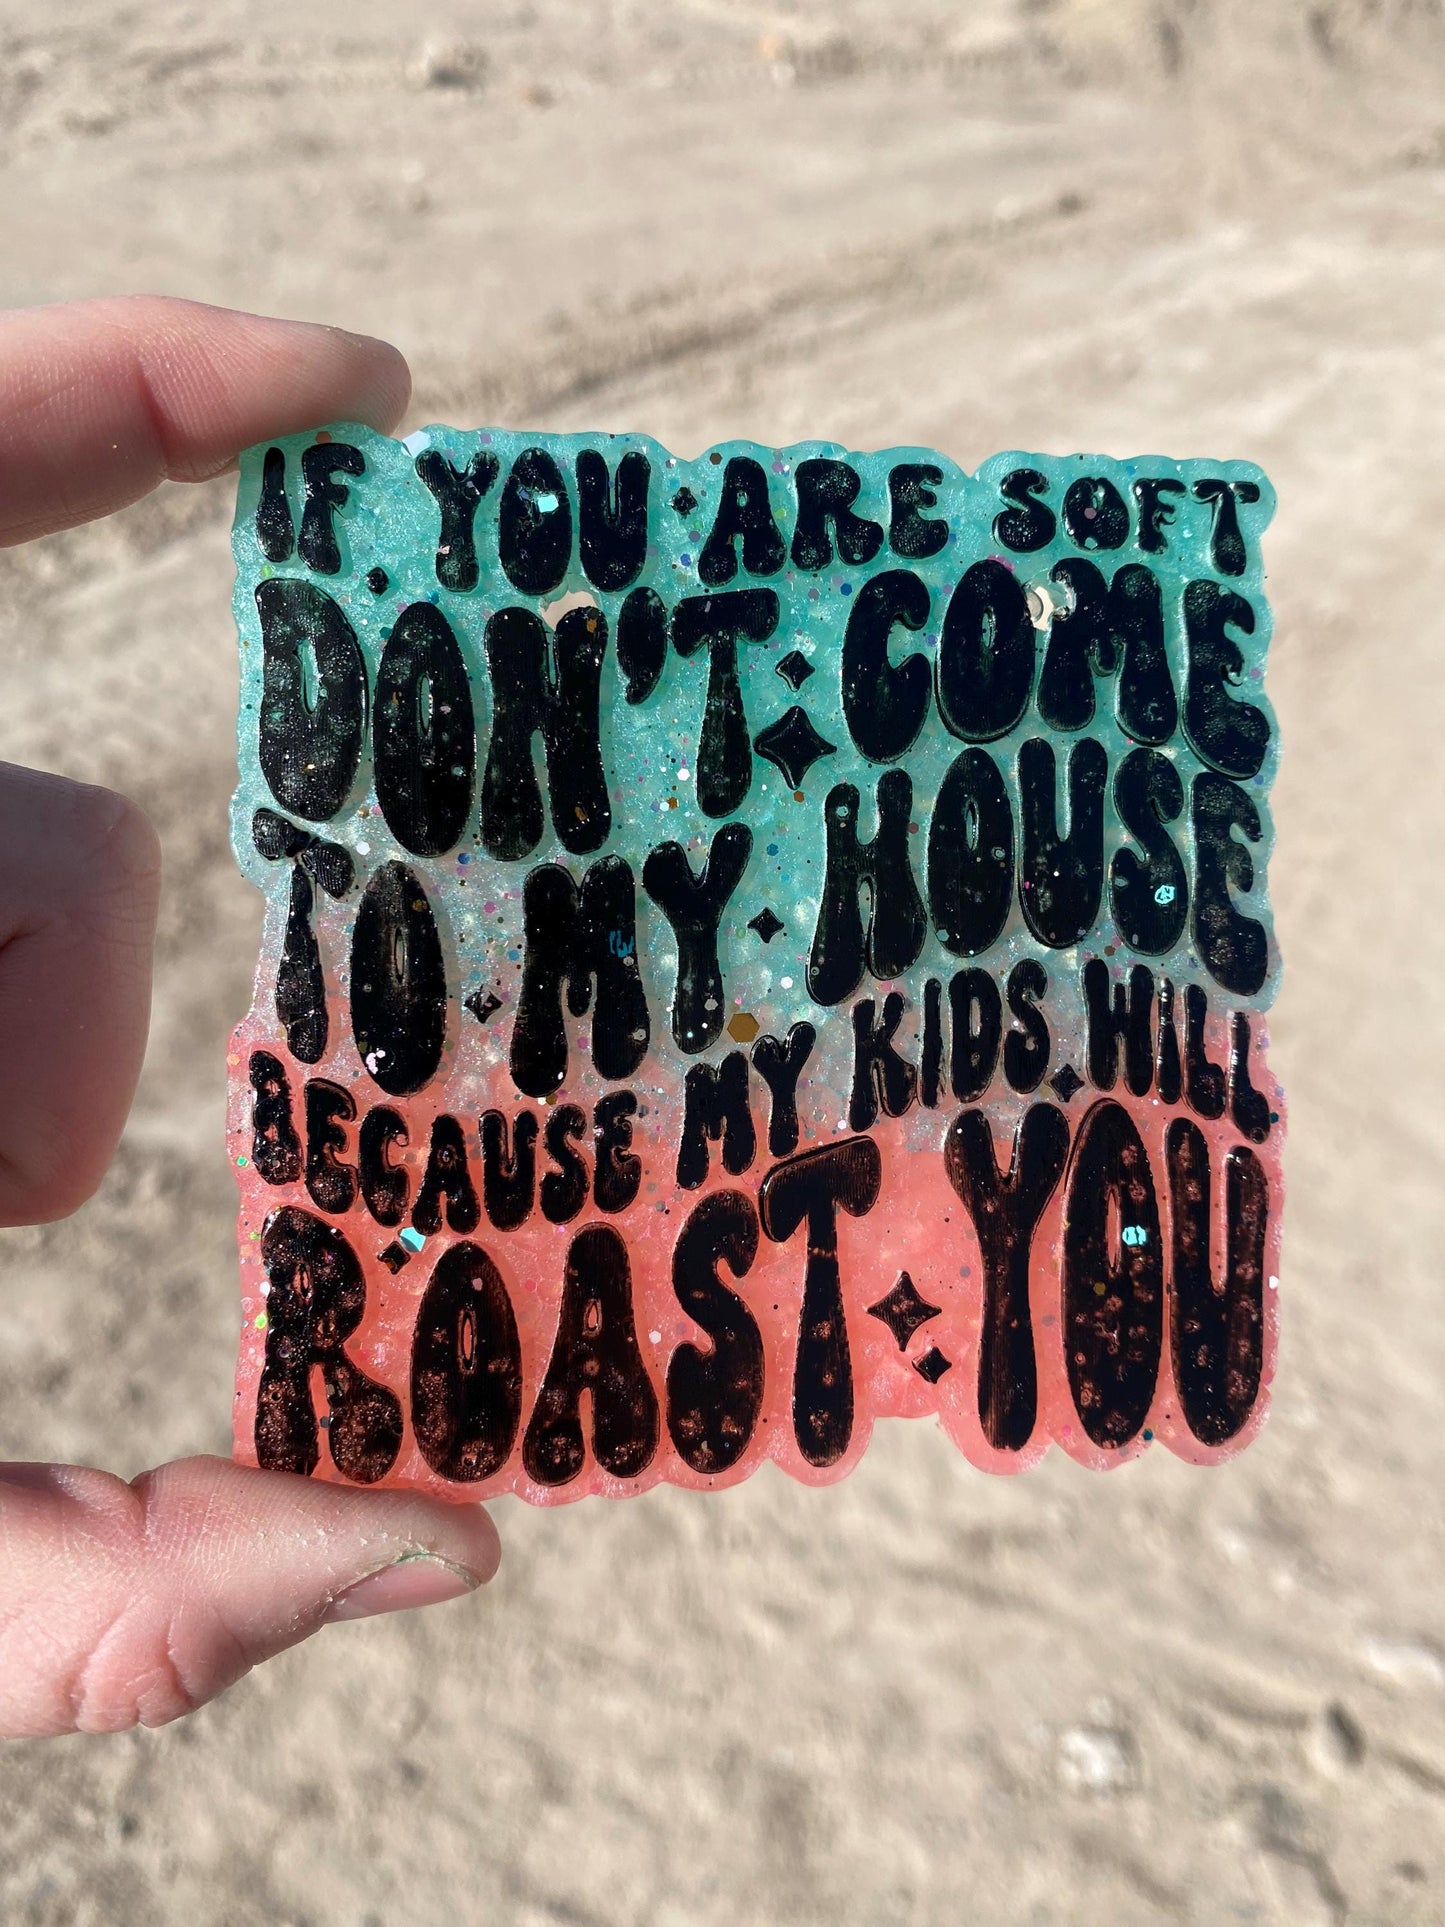 IF YOU ARE SOFT
DON'T COME
TO MY HOUSE
BECAUSE MY KIDS WILL
ROAST YOU